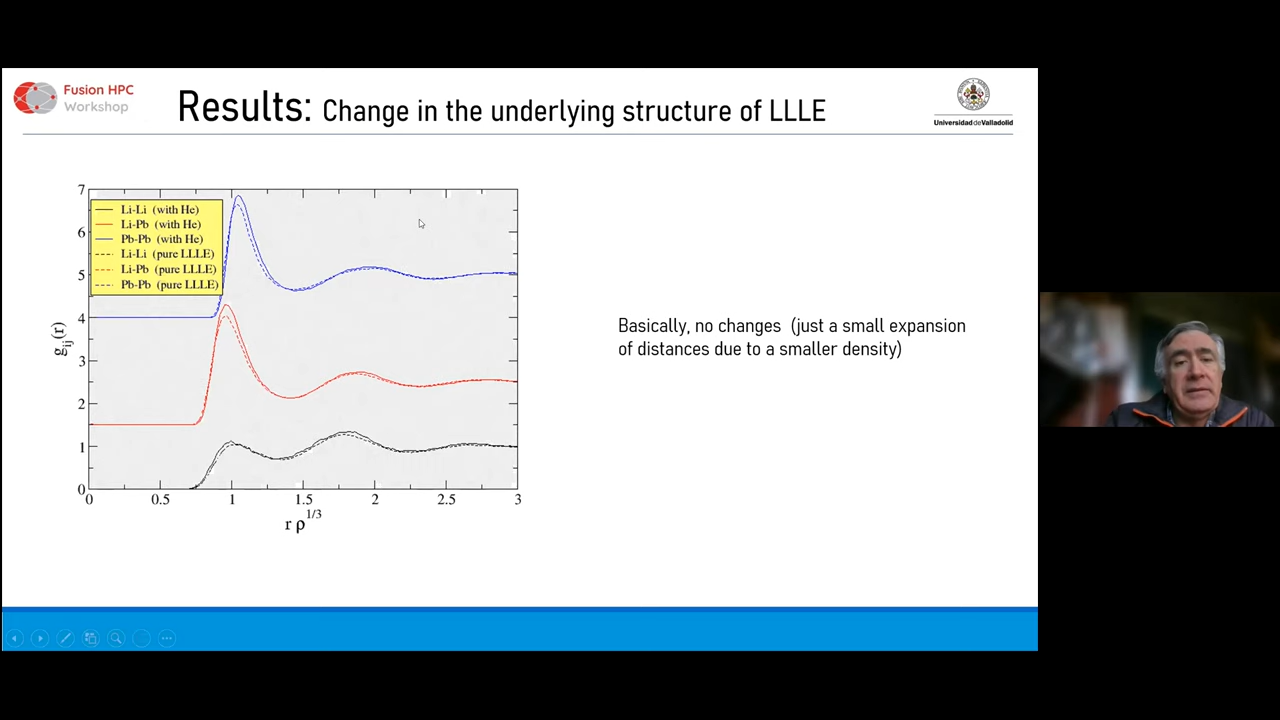 Fusion HPC
Workshop
Results: Change in the underlying structure of LLLE
Universidad de Valladolid
7
6
5
4
3
2
1
0
g ij (r)
Li-Li (with He)
Li-Pb (with He)
Pb-Pb (with He)
Li-Li (pure LLLE)
Li-Pb (pure LLLE)
Pb-Pb (pure LLLE)
0 0.5 1 1.5 2 2.5 3
r ρ 1/3
Basically, no changes (just a small expansion
of distances due to a smaller density)